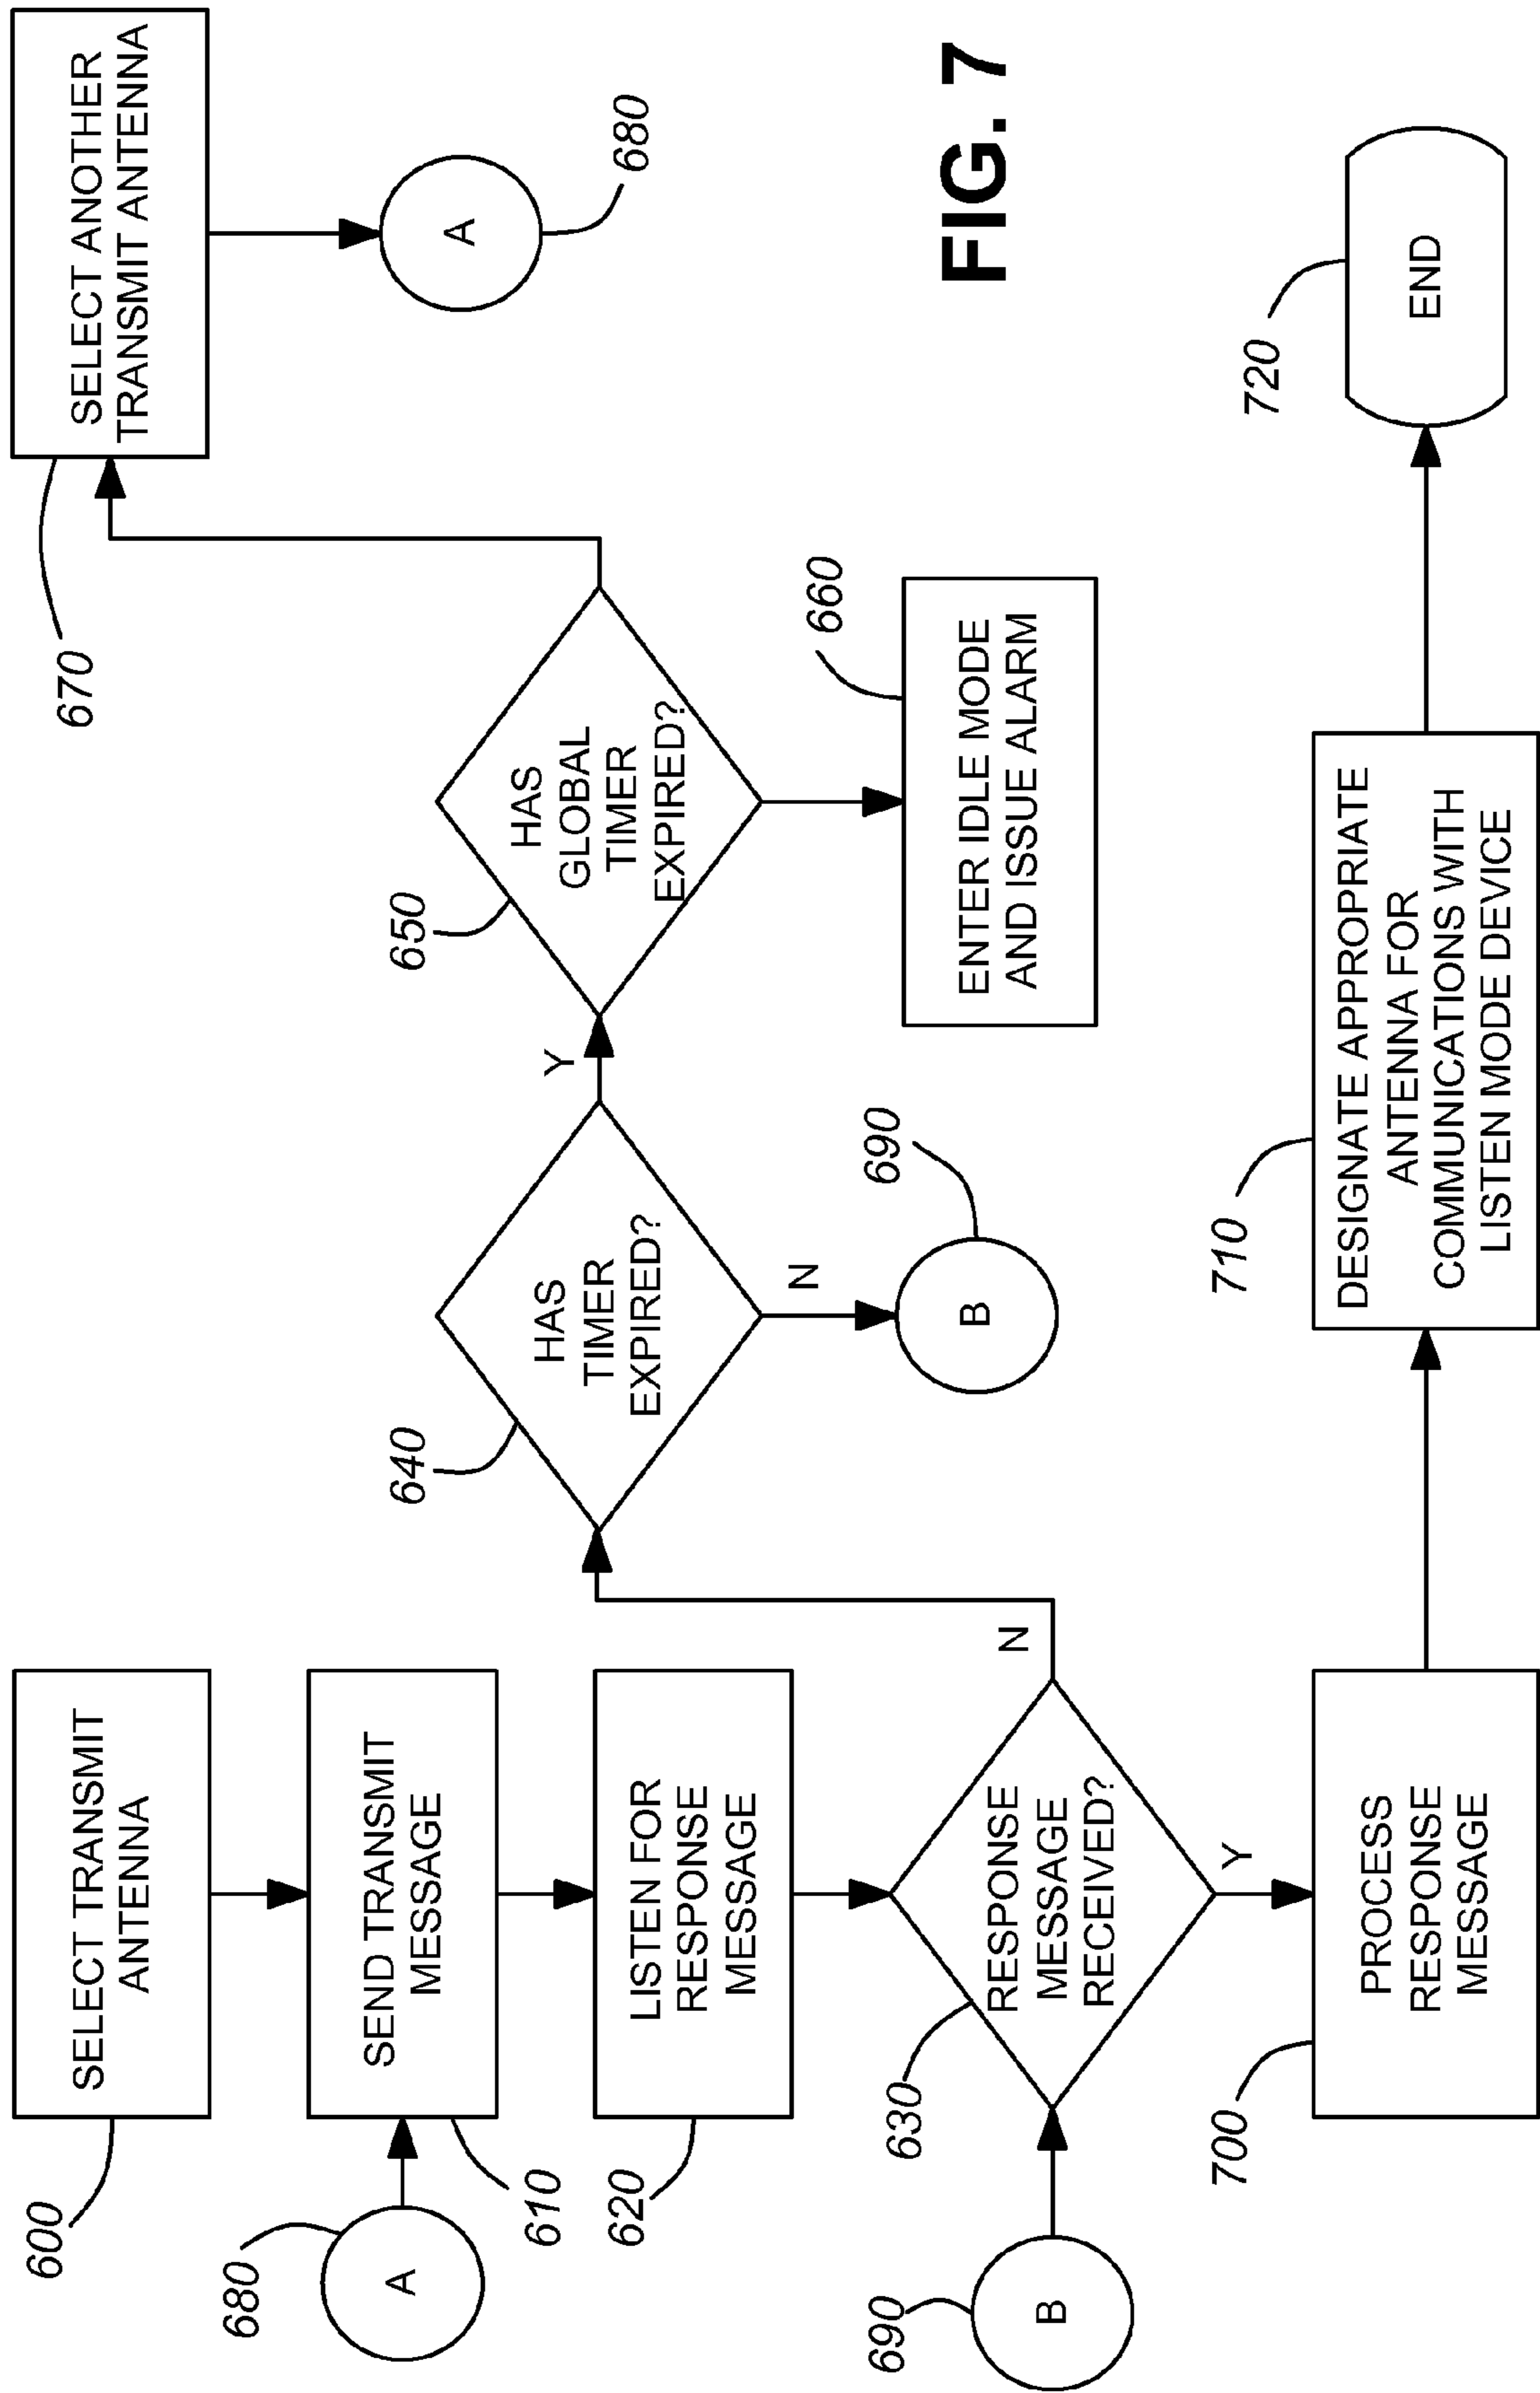 600
SELECT TRANSMIT
ANTENNA
680
A
610
SEND TRANSMIT
MESSAGE
620
LISTEN FOR
RESPONSE
MESSAGE
690
B
630
RESPONSE
MESSAGE
RECEIVED?
N
Y
640
HAS
TIMER
EXPIRED?
Y
N
690
B
650
HAS
GLOBAL
TIMER
EXPIRED?
660
ENTER IDLE MODE
AND ISSUE ALARM
670
SELECT ANOTHER
TRANSMIT ANTENNA
A
680
700
PROCESS
RESPONSE
MESSAGE
710
DESIGNATE APPROPRIATE
ANTENNA FOR
COMMUNICATIONS WITH
LISTEN MODE DEVICE
720
END
FIG. 7